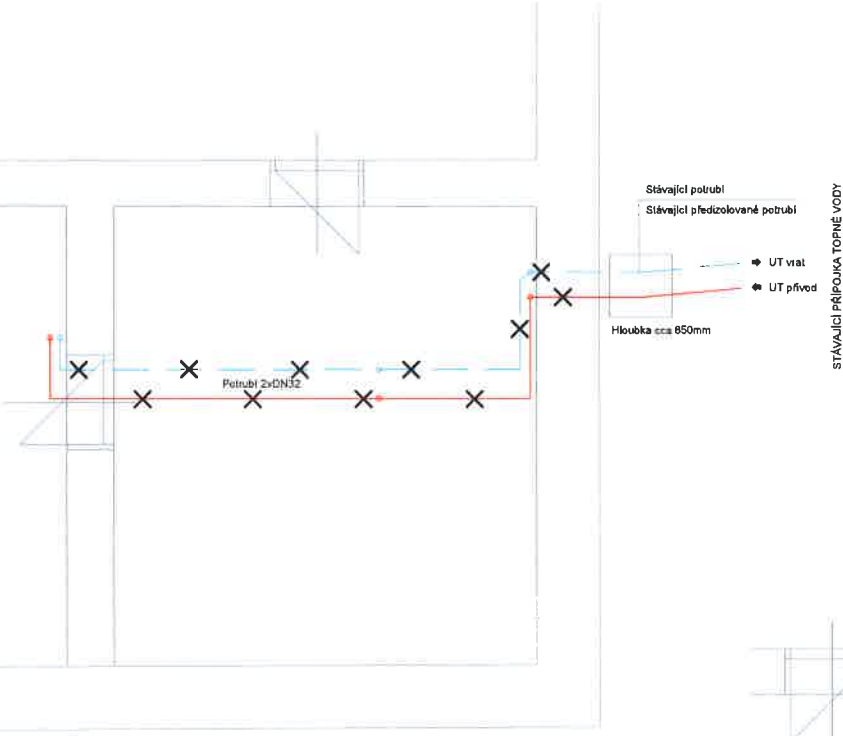 Stávající potrubí
Stávající předizolované potrubí
UT vrat
UT přívod
Hloubka cca 650mm
STÁVAJÍCÍ PŘÍPOJKA TOPNÉ VODY
Potrubí 2xDN32